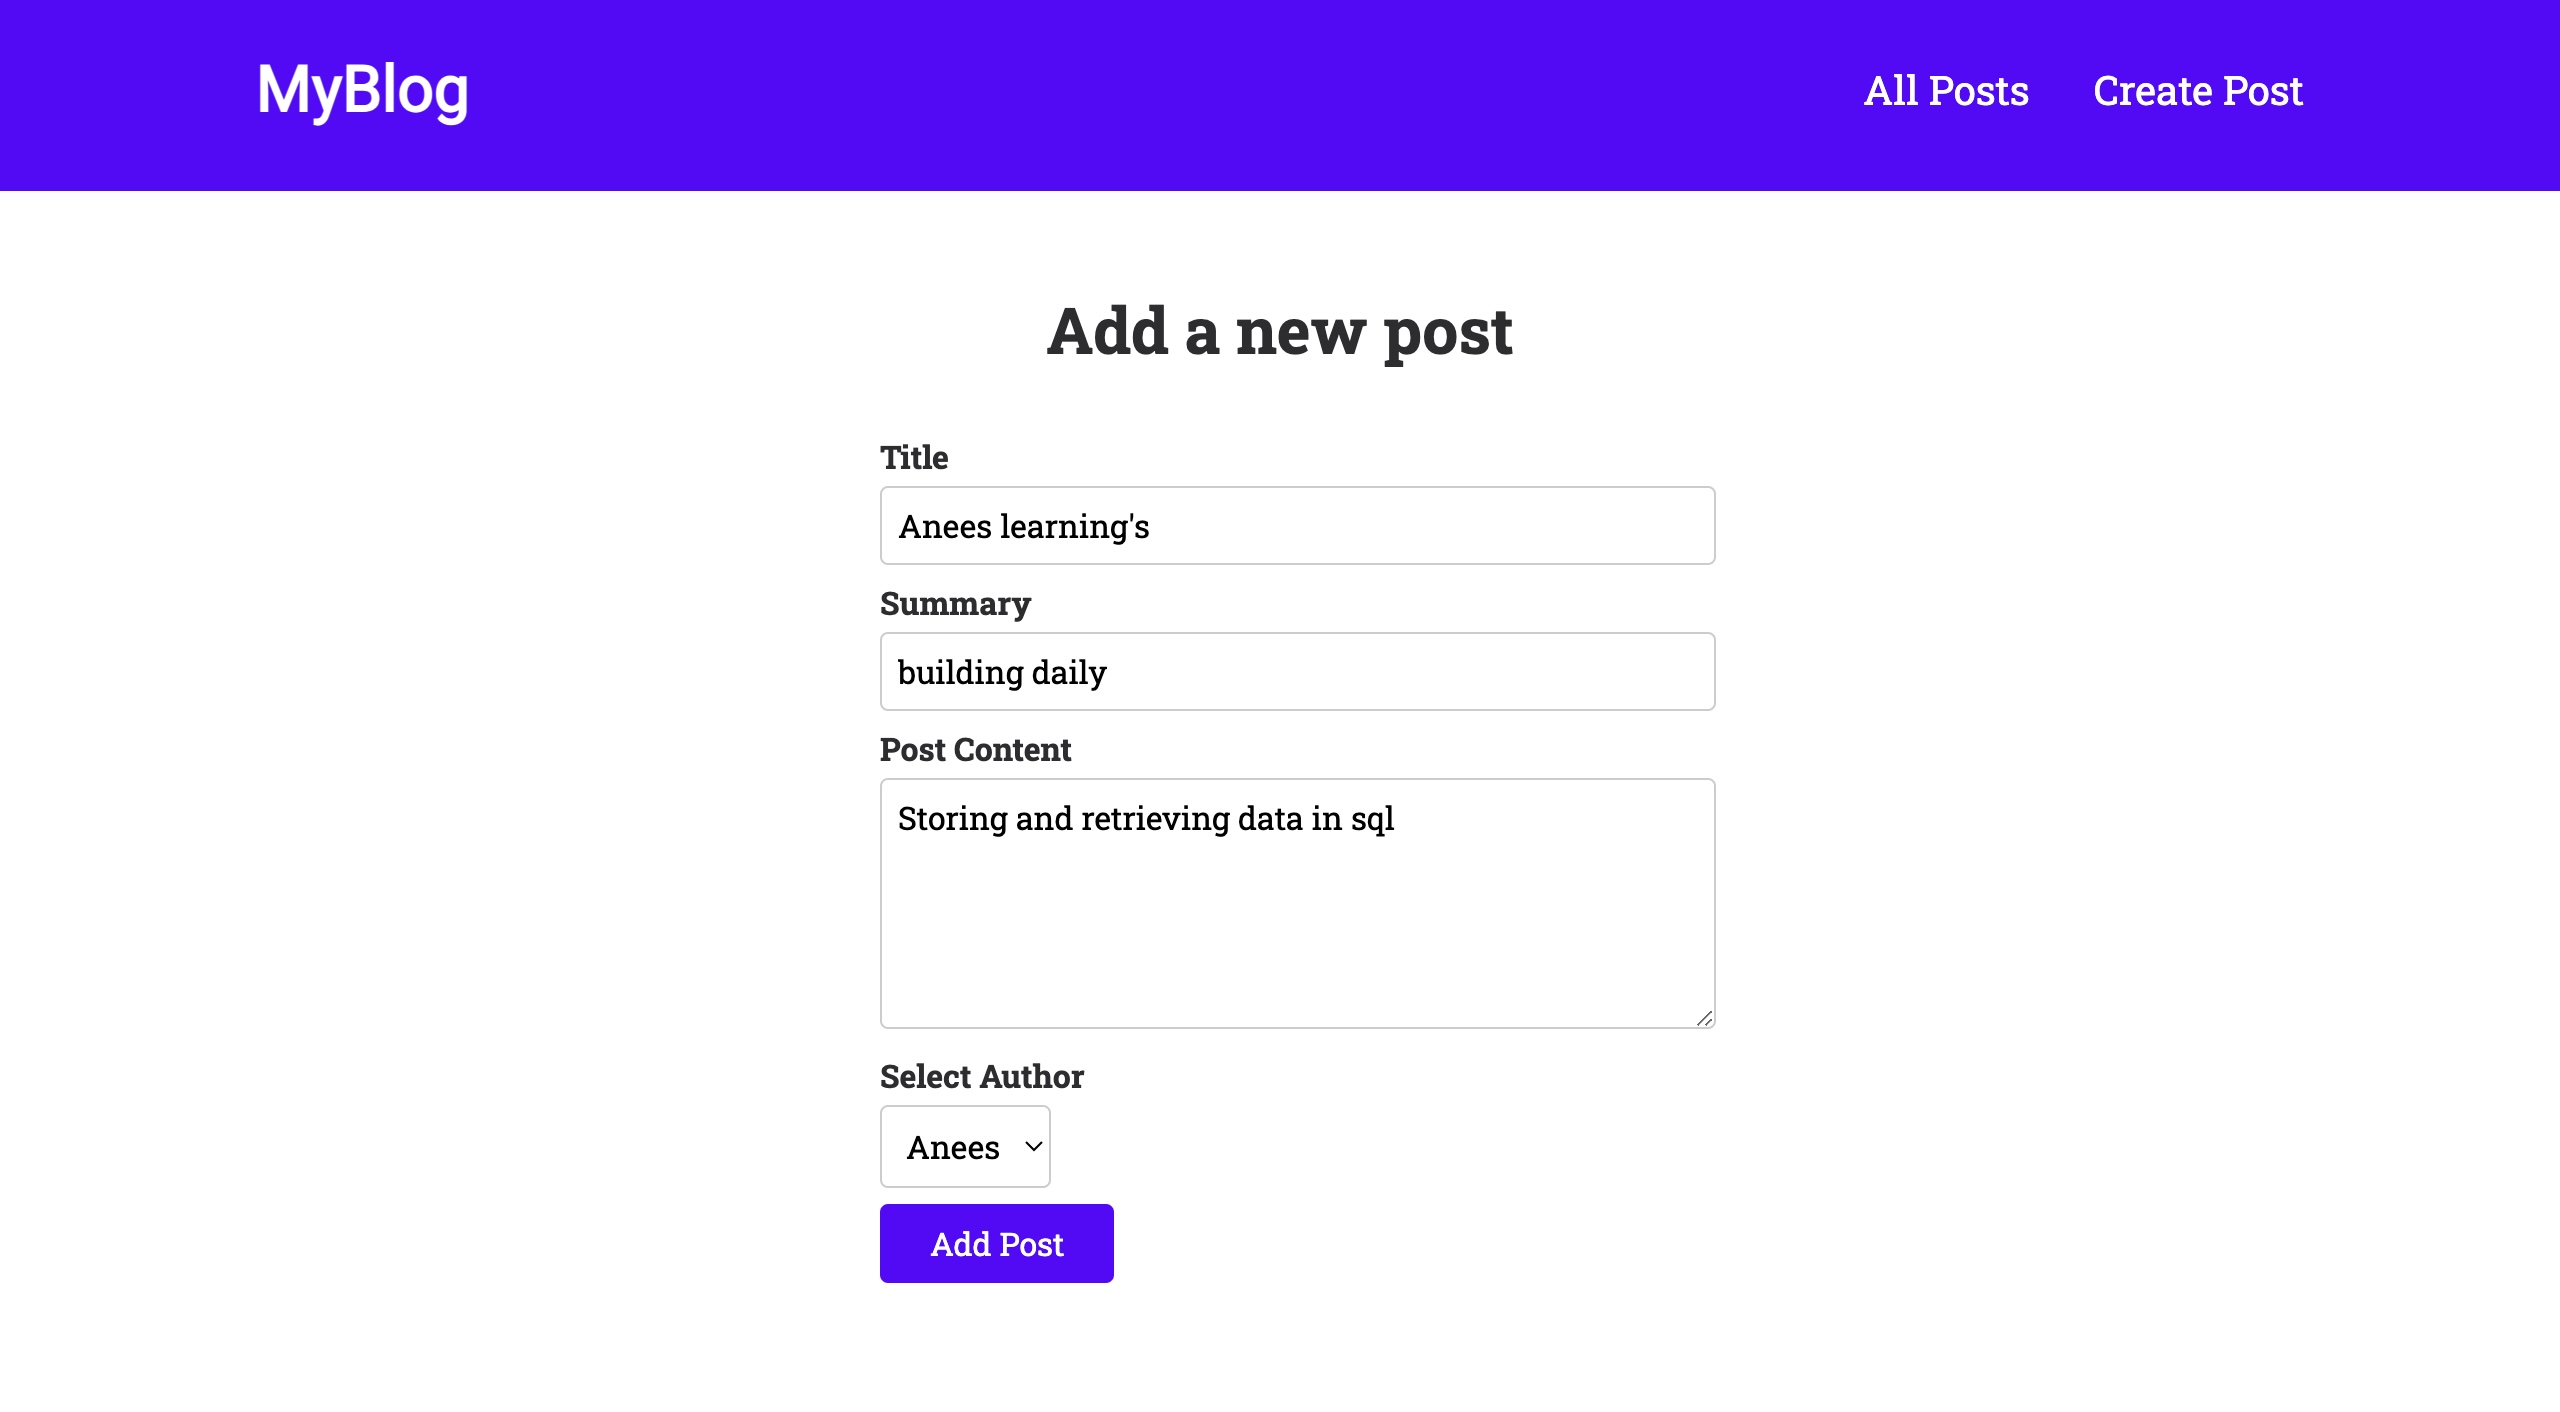 MyBlog
All Posts
Create Post
Add a new post
Title
Anees learning's
Summary
building daily
Post Content
Storing and retrieving data in sql
Select Author
Anees
Add Post